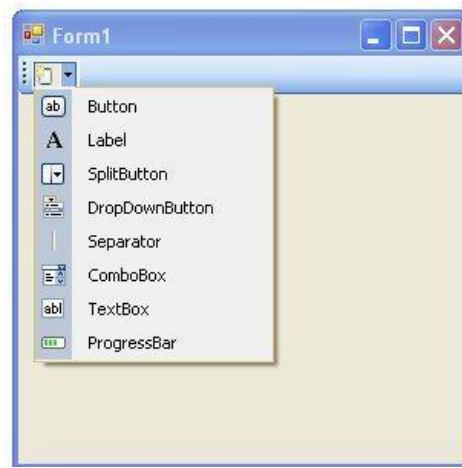 Form1
ab Button
A Label
SplitButton
DropDownButton
Separator
ComboBox
abl TextBox
ProgressBar